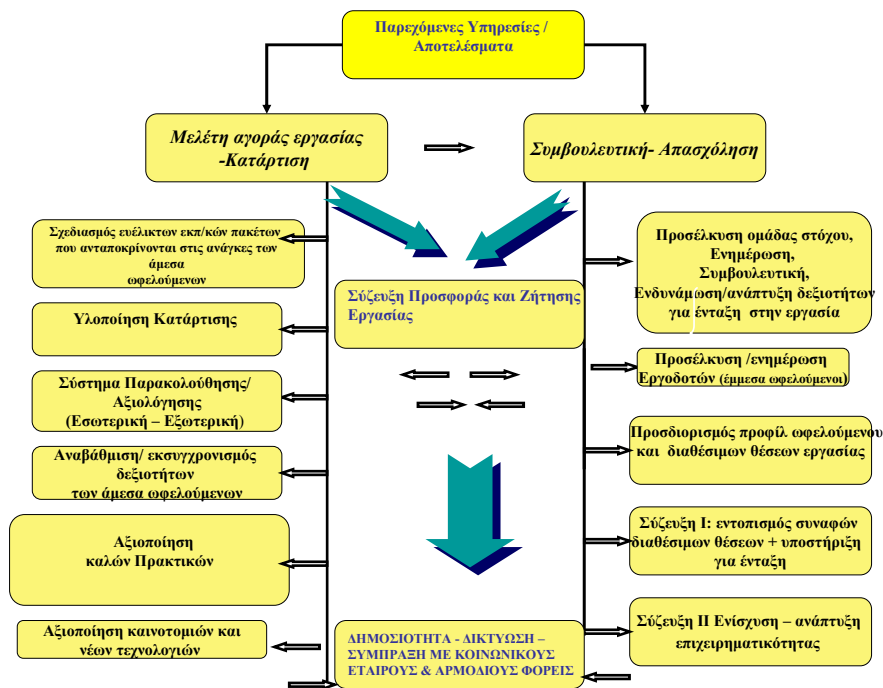 Παρεχόμενες Υπηρεσίες /
Αποτελέσματα
Μελέτη αγοράς εργασίας
-Κατάρτιση
Συμβουλευτική- Απασχόληση
Σχεδιασμός ευέλικτων εκπ/κών πακέτων
που ανταποκρίνονται στις ανάγκες των
άμεσα
ωφελούμενων
Υλοποίηση Κατάρτισης
Σύστημα Παρακολούθησης/
Αξιολόγησης
(Εσωτερική – Εξωτερική)
Αναβάθμιση/ εκσυγχρονισμός
δεξιοτήτων
των άμεσα ωφελούμενων
Αξιοποίηση
καλών Πρακτικών
Αξιοποίηση καινοτομιών και
νέων τεχνολογιών
Σύζευξη Προσφοράς και Ζήτησης
Εργασίας
ΔΗΜΟΣΙΟΤΗΤΑ - ΔΙΚΤΥΩΣΗ –
ΣΥΜΠΡΑΞΗ ΜΕ ΚΟΙΝΩΝΙΚΟΥΣ
ΕΤΑΙΡΟΥΣ & ΑΡΜΟΔΙΟΥΣ ΦΟΡΕΙΣ
Προσέλκυση ομάδας στόχου,
Ενημέρωση,
Συμβουλευτική,
Ενδυνάμωση/ανάπτυξη δεξιοτήτων
για ένταξη στην εργασία
Προσέλκυση /ενημέρωση
Εργοδοτών (έμμεσα ωφελούμενοι)
Προσδιορισμός προφίλ ωφελούμενου
και διαθέσιμων θέσεων εργασίας
Σύζευξη Ι: εντοπισμός συναφών
διαθέσιμων θέσεων + υποστήριξη
για ένταξη
Σύζευξη ΙΙ Ενίσχυση – ανάπτυξη
επιχειρηματικότητας